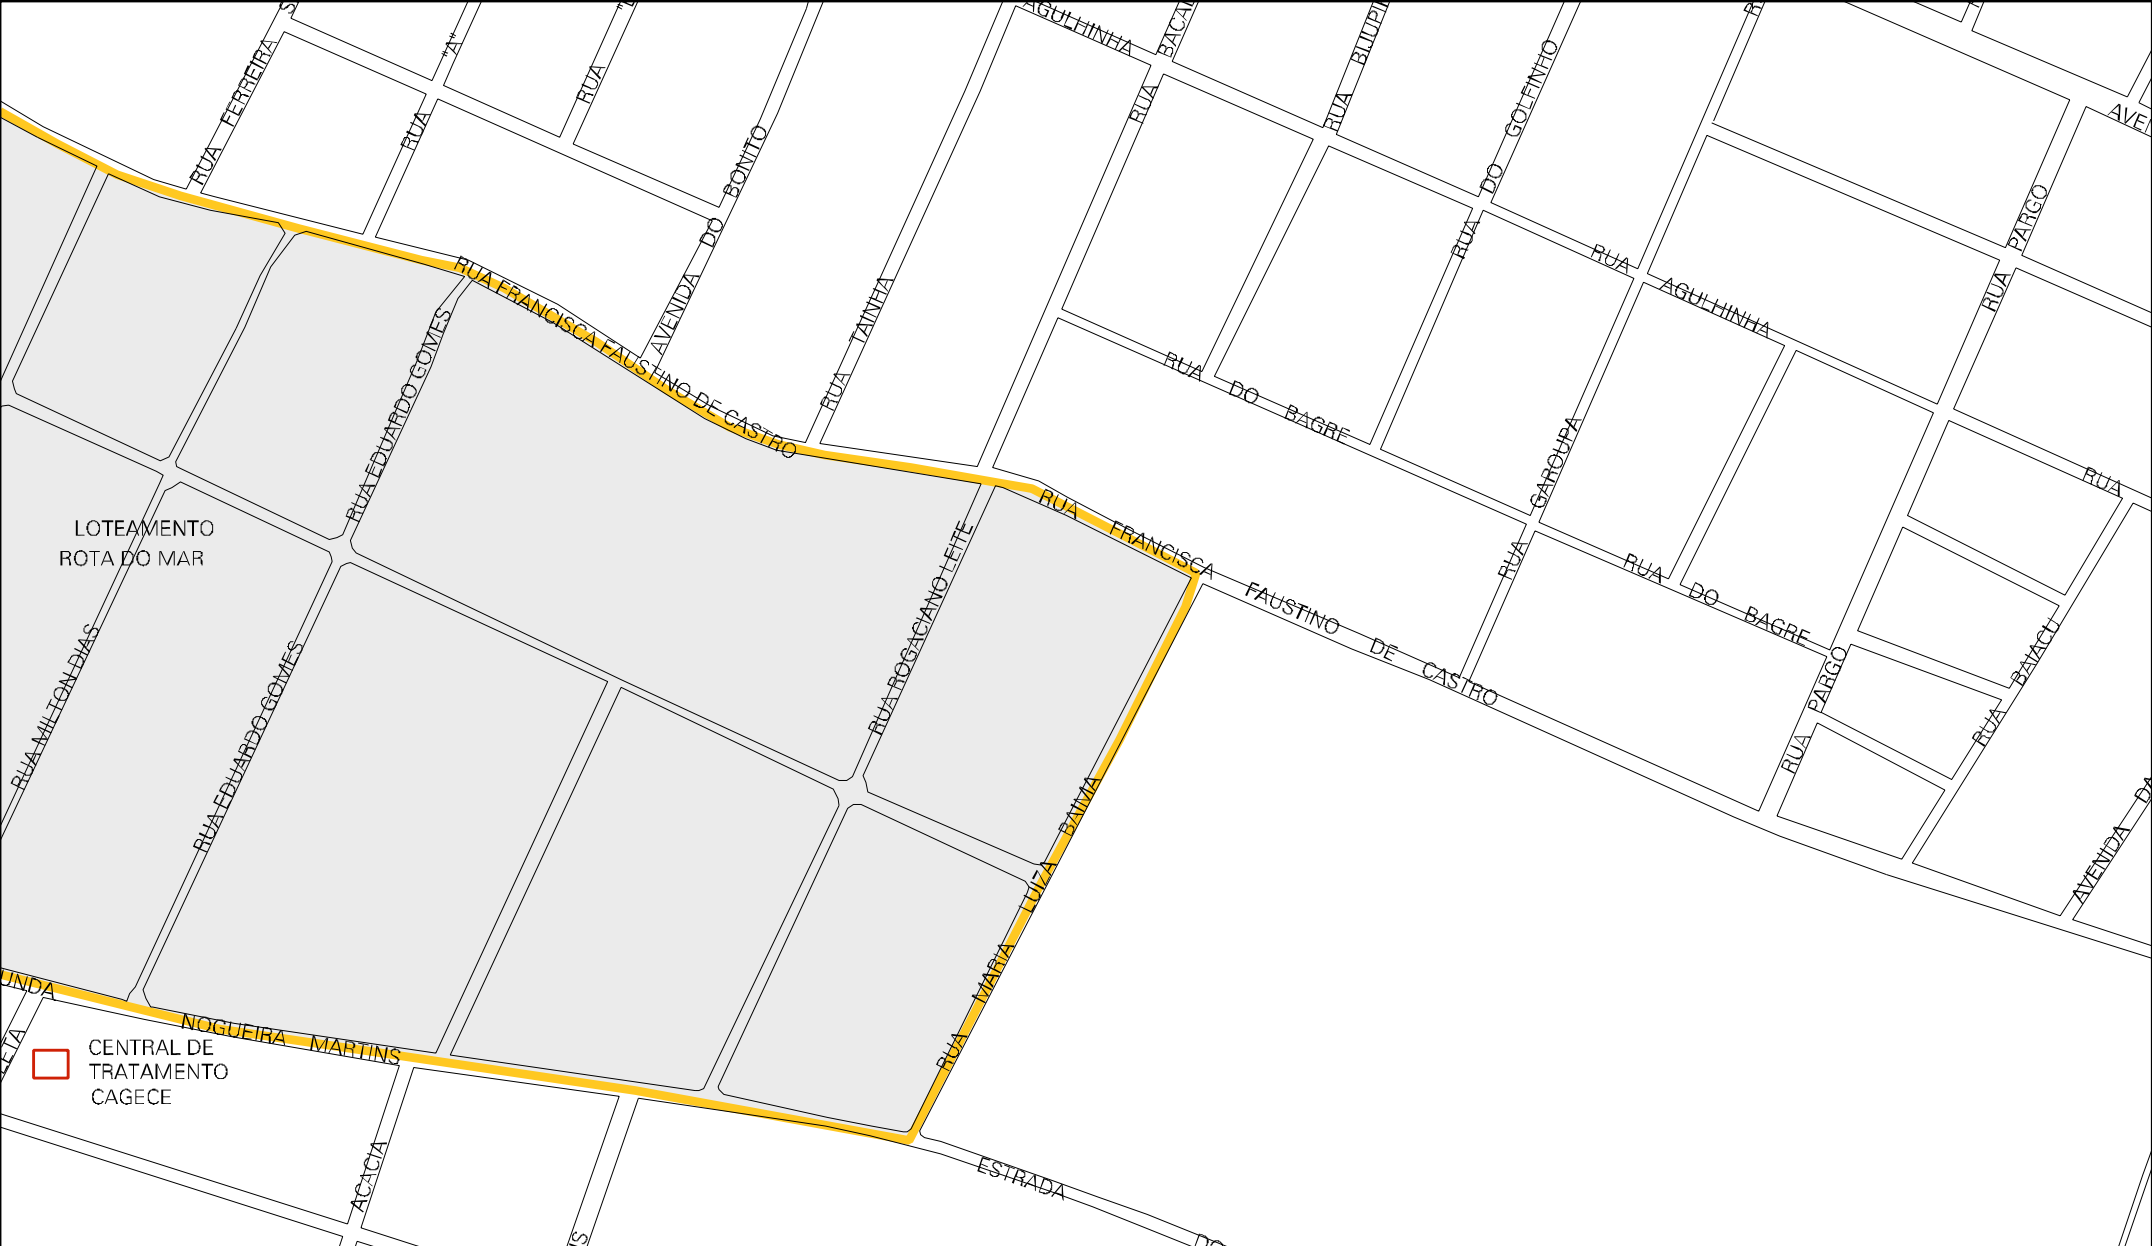 AGULHINHA
"A"
RUA FERREIRA
RUA
RUA
AVENIDA DO BONITO
RUA TAINHA
RUA
RUA BIJUPI
RUA DO GOLFINHO
RUA AGULHINHA
RUA PARGO
RUA FRANCISCA FAUSTINO DE CASTRO
RUA EDUARDO GOMES
RUA DO BAGRE
RUA GAROUPA
RUA
LOTEAMENTO
ROTA DO MAR
RUA FRANCISCA FAUSTINO DE CASTRO
RUA ROGACIANO LEITE
RUA DO BAGRE
RUA PARGO
RUA BAIACU
RUA MILTON DIAS
RUA EDUARDO GOMES
RUA MARIA LUIZA BAIMA
AVENIDA
UNDA NOGUEIRA MARTINS
CENTRAL DE
TRATAMENTO
CAGECE
ACACIA
ESTRADA